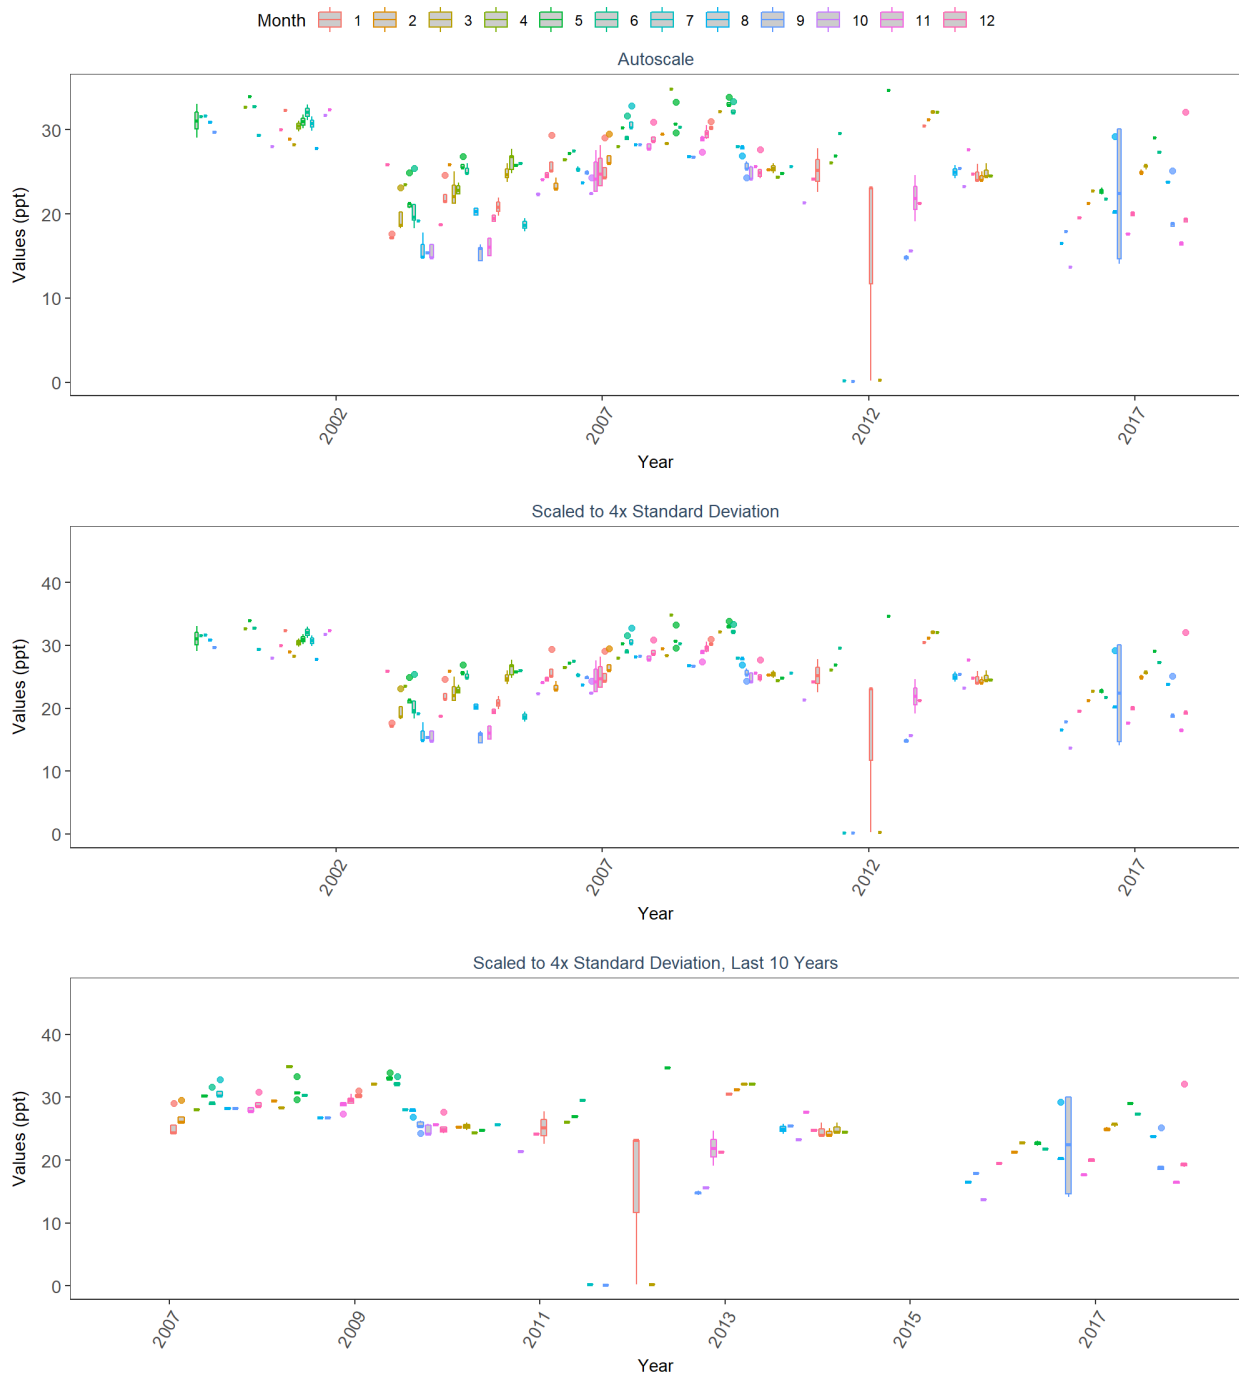 Month 1 2 3 4 5 6 7 8 9 10 11 12
Autoscale
Values (ppt)
30
20
10
0
2002 2007 2012 2017
Year
Scaled to 4x Standard Deviation
Values (ppt)
40
30
20
10
0
2002 2007 2012 2017
Year
Scaled to 4x Standard Deviation, Last 10 Years
Values (ppt)
40
30
20
10
0
2007 2009 2011 2013 2015 2017
Year